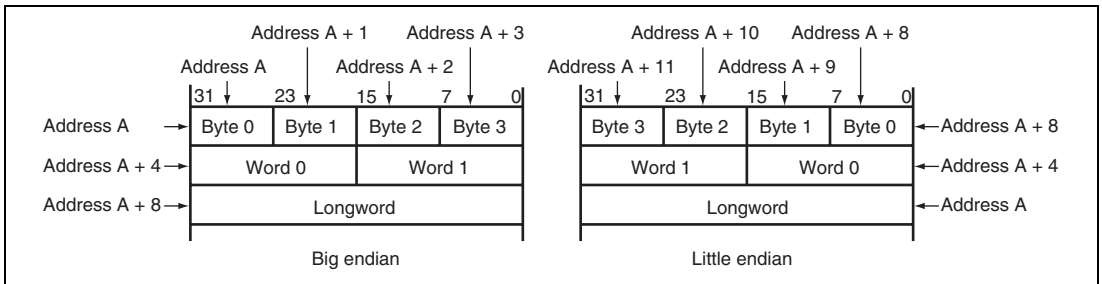 Address A + 1 Address A + 3 Address A + 10 Address A + 8
Address A Address A + 2 Address A + 11 Address A + 9
31 23 15 7 0 31 23 15 7 0
Address A Byte 0 Byte 1 Byte 2 Byte 3 Byte 3 Byte 2 Byte 1 Byte 0 Address A + 8
Address A + 4 Word 0 Word 1 Word 1 Word 0 Address A + 4
Address A + 8 Longword Longword Address A
Big endian Little endian